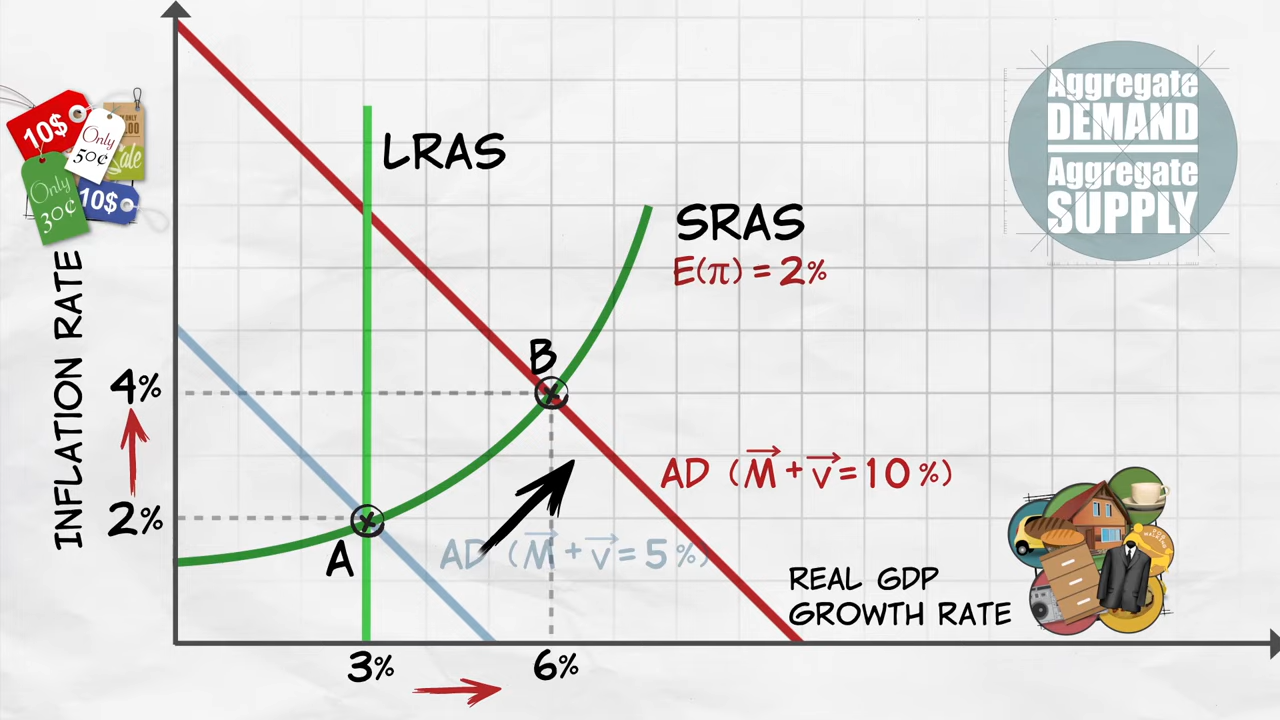 10$
Only
50¢
Only
30¢
10$
Sale
INFLATION RATE
4%
2%
LRAS
SRAS
E(π) = 2%
B
A
AD (M⃗ + v⃗ = 10%)
AD (M⃗ + v⃗ = 5%)
REAL GDP
GROWTH RATE
3%
6%
Aggregate
DEMAND
Aggregate
SUPPLY